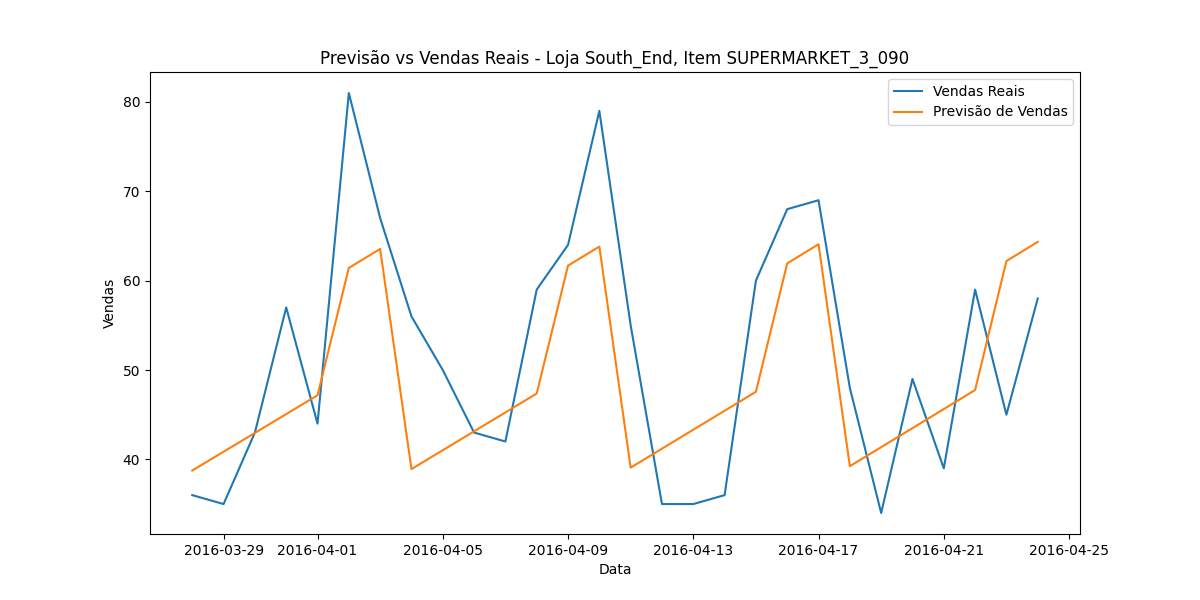 Previsão vs Vendas Reais - Loja South_End, Item SUPERMARKET_3_090
Vendas Reais
Previsão de Vendas
Vendas
80
70
60
50
40
2016-03-29 2016-04-01 2016-04-05 2016-04-09 2016-04-13 2016-04-17 2016-04-21 2016-04-25
Data